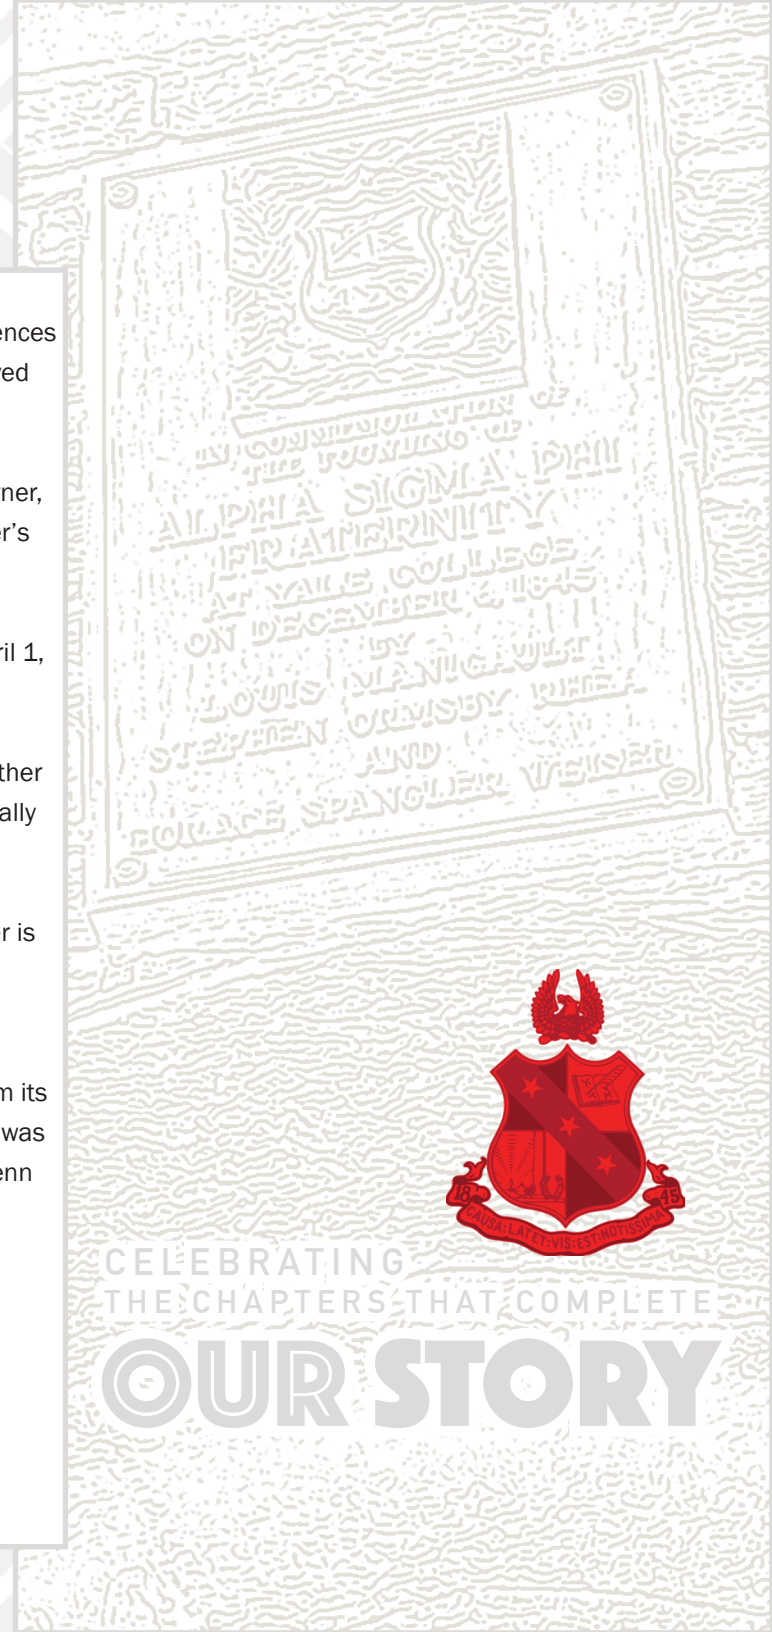 ences
ed
ner,
er’s
ril 1,
ther
ally
r is
n its
was
enn
IN COMMEMORATION OF
THE FOUNDING OF
ALPHA SIGMA PHI
FRATERNITY
AT YALE COLLEGE
ON DECEMBER 6, 1845
BY
LOUIS MANIGAULT
STEPHEN ORMSBY RHEA
AND
HORACE SPANGLER WEISER
18 45
CAUSA:LATET:VIS:EST:NOTISSIMA
CELEBRATING
THE CHAPTERS THAT COMPLETE
OUR STORY